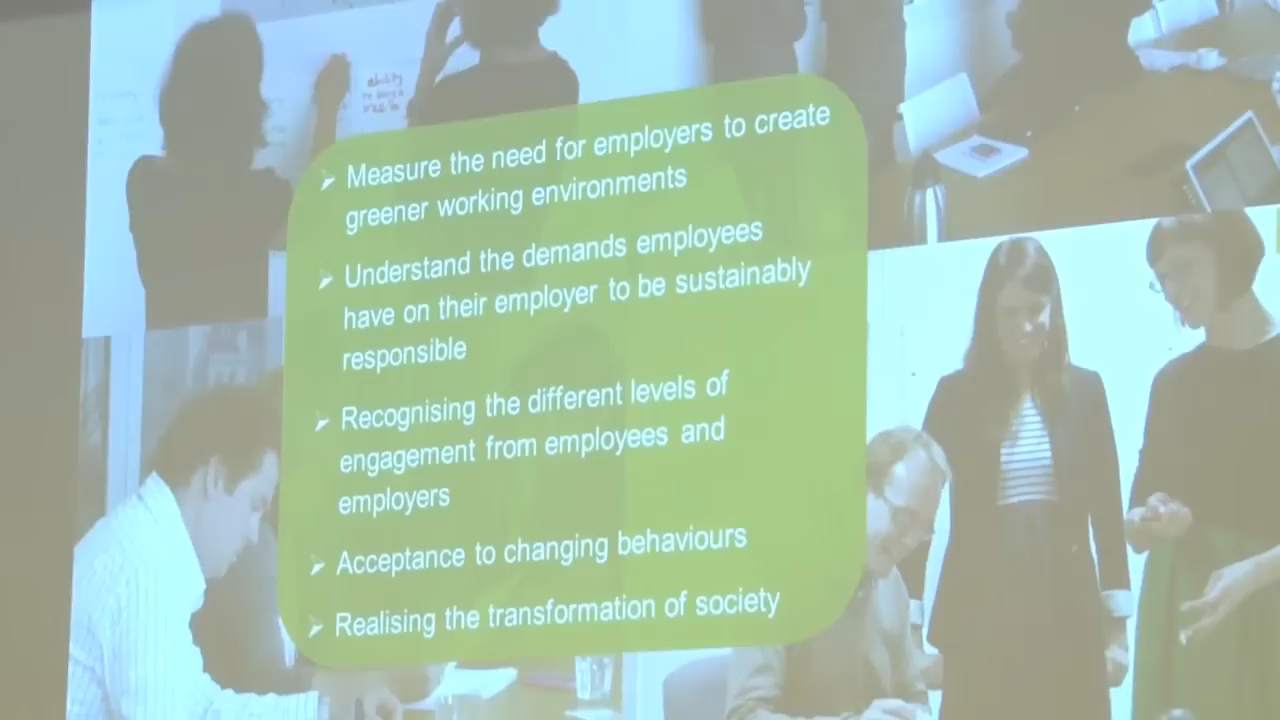 ability
to
➢ Measure the need for employers to create
greener working environments
➢ Understand the demands employees
have on their employer to be sustainably
responsible
➢ Recognising the different levels of
engagement from employees and
employers
➢ Acceptance to changing behaviours
➢ Realising the transformation of society